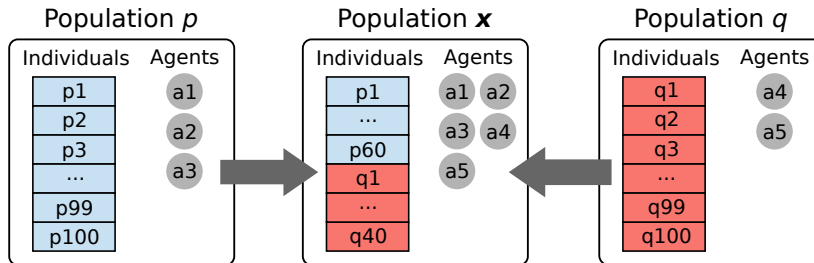 Population p
Individuals Agents
p1
p2
p3
...
p99
p100
a1
a2
a3
Population x
Individuals Agents
p1
...
p60
q1
...
q40
a1 a2
a3 a4
a5
Population q
Individuals Agents
q1
q2
q3
...
q99
q100
a4
a5